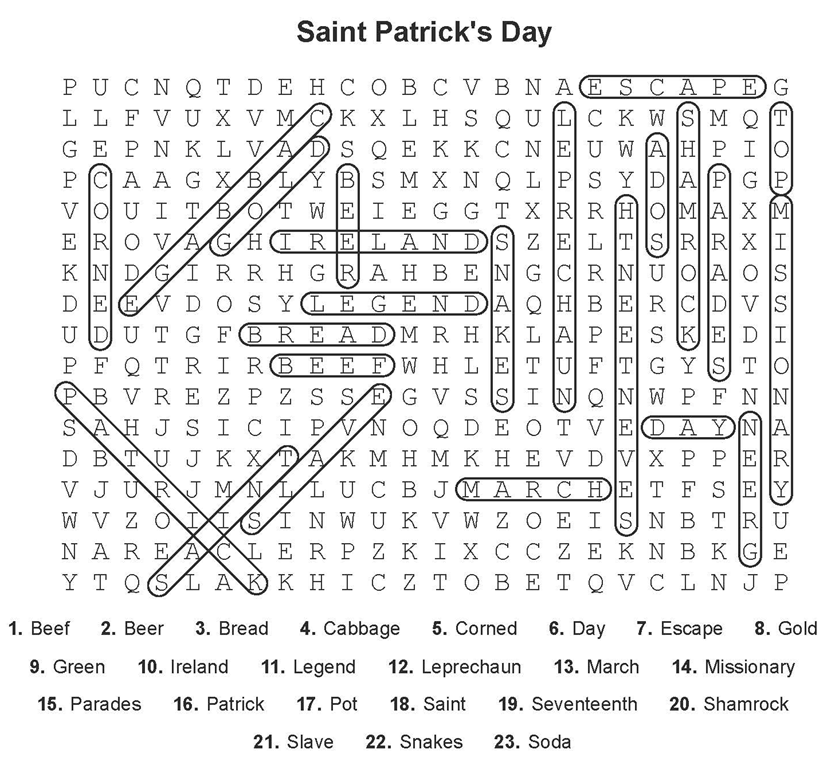 Saint Patrick's Day
P U C N Q T D E H C O B C V B N A E S C A P E G
L L F V U X V M C K X L H S Q U L C K W S M Q T
G E P N K L V A D S Q E K K C N E U W A H P I O
P C A A G X B L Y B S M X N Q L P S Y D A P G P
V O U I T B O T W E I E G G T X R R H O M A X M
E R O V A G H I R E L A N D S Z E L T S R R X I
K N D G I R R H G R A H B E N G C R N U O A O S
D E E V D O S Y L E G E N D A Q H B E R C D V S
U D U T G F B R E A D M R H K L A P E S K E D I
P F Q T R I R B E E F W H L E T U F T G Y S T O
P B V R E Z P Z S S E G V S S I N Q N W P F N N
S A H J S I C I P V N O Q D E O T V E D A Y N A
D B T U J K X T A K M H M K H E V D V X P P E R
V J U R J M N L L U C B J M A R C H E T F S E Y
W V Z O I I S I N W U K V W Z O E I S N B T R U
N A R E A C L E R P Z K I X C C Z E K N B K G E
Y T Q S L A K K H I C Z T O B E T Q V C L N J P
1. Beef 2. Beer 3. Bread 4. Cabbage 5. Corned 6. Day 7. Escape 8. Gold
9. Green 10. Ireland 11. Legend 12. Leprechaun 13. March 14. Missionary
15. Parades 16. Patrick 17. Pot 18. Saint 19. Seventeenth 20. Shamrock
21. Slave 22. Snakes 23. Soda